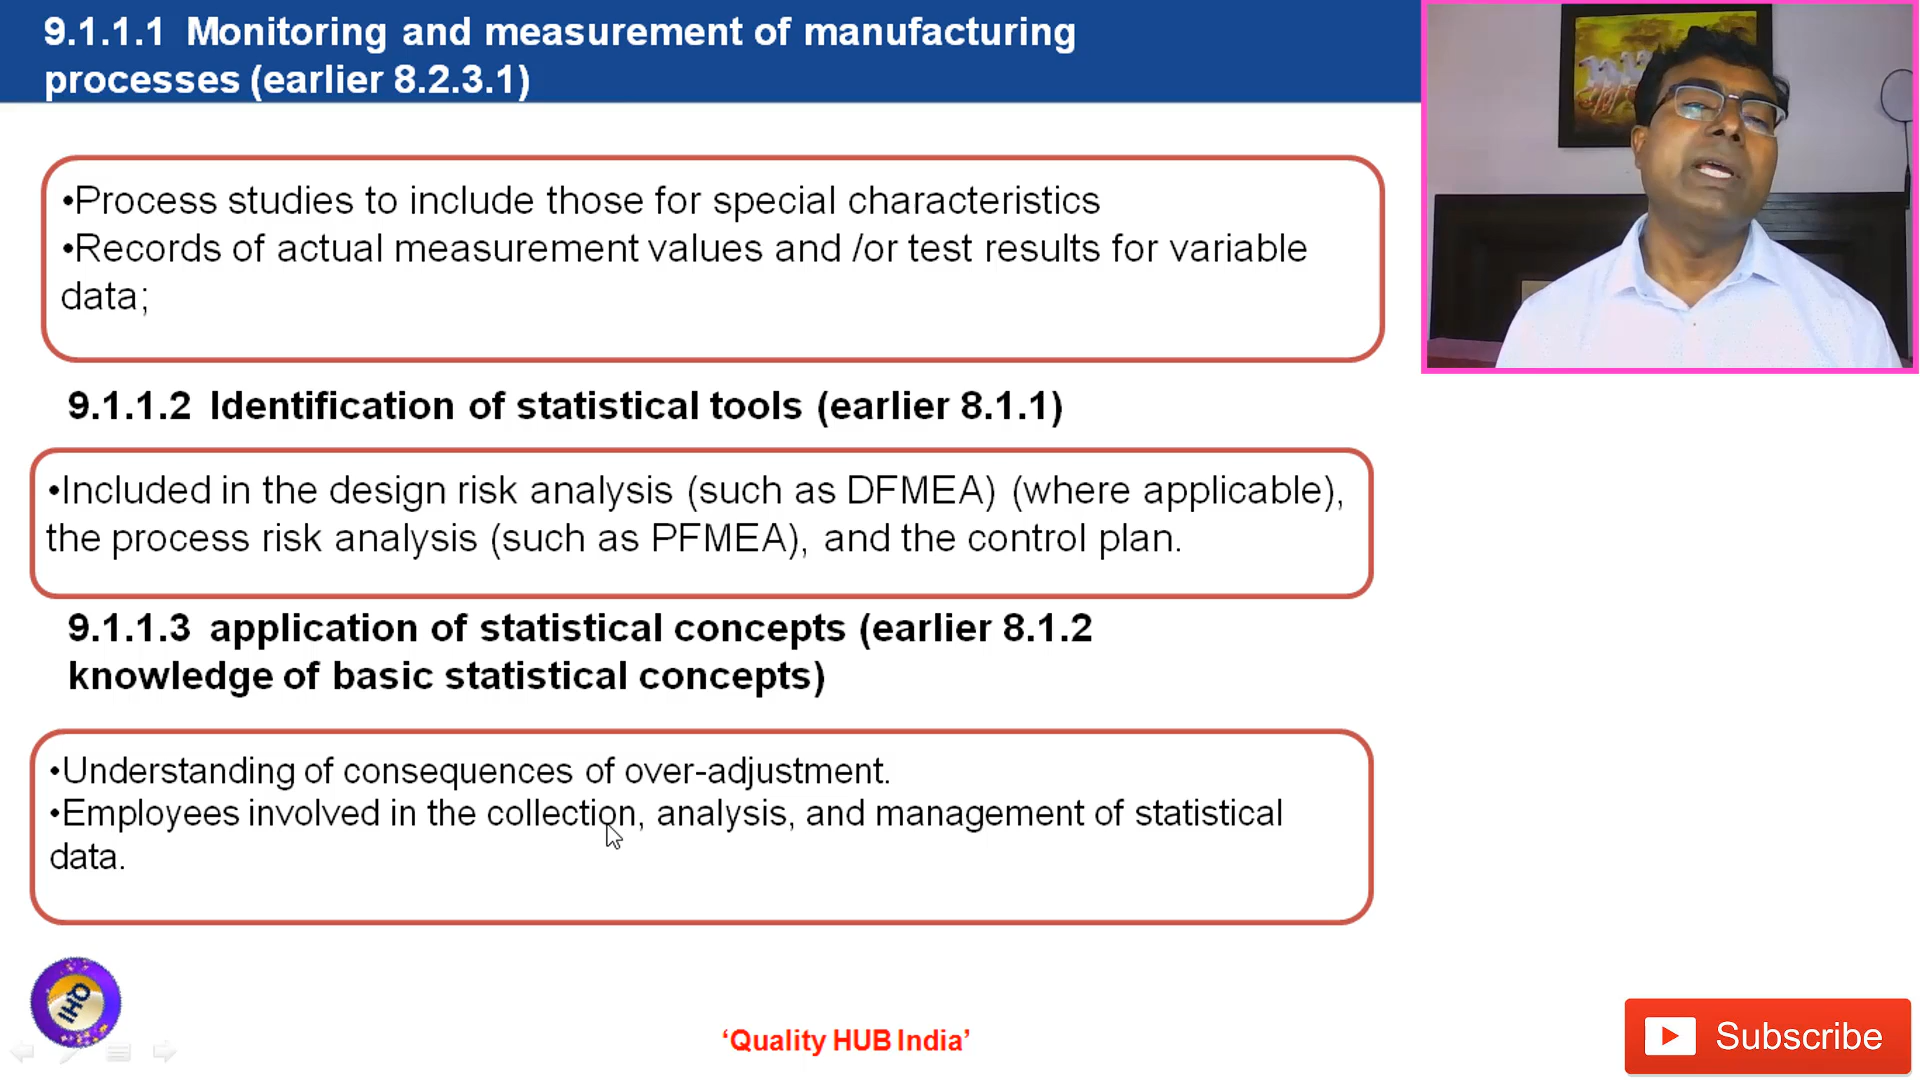 9.1.1.1 Monitoring and measurement of manufacturing
processes (earlier 8.2.3.1)
•Process studies to include those for special characteristics
•Records of actual measurement values and /or test results for variable
data;
9.1.1.2 Identification of statistical tools (earlier 8.1.1)
•Included in the design risk analysis (such as DFMEA) (where applicable),
the process risk analysis (such as PFMEA), and the control plan.
9.1.1.3 application of statistical concepts (earlier 8.1.2
knowledge of basic statistical concepts)
•Understanding of consequences of over-adjustment.
•Employees involved in the collection, analysis, and management of statistical
data.
QHI
‘Quality HUB India’
Subscribe